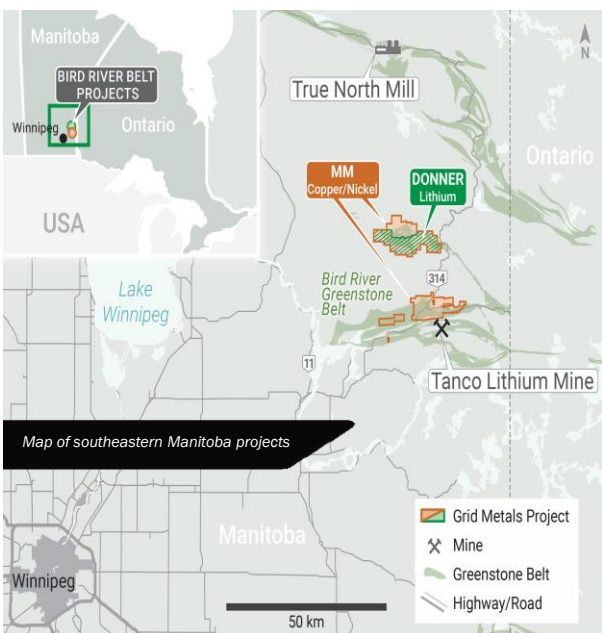 Manitoba
BIRD RIVER BELT
PROJECTS
Winnipeg
Ontario
USA
N
True North Mill
Ontario
MM
Copper/Nickel
DONNER
Lithium
Lake
Winnipeg
Bird River
Greenstone
Belt
314
11
Tanco Lithium Mine
Map of southeastern Manitoba projects
Manitoba
Winnipeg
Grid Metals Project
Mine
Greenstone Belt
Highway/Road
50 km